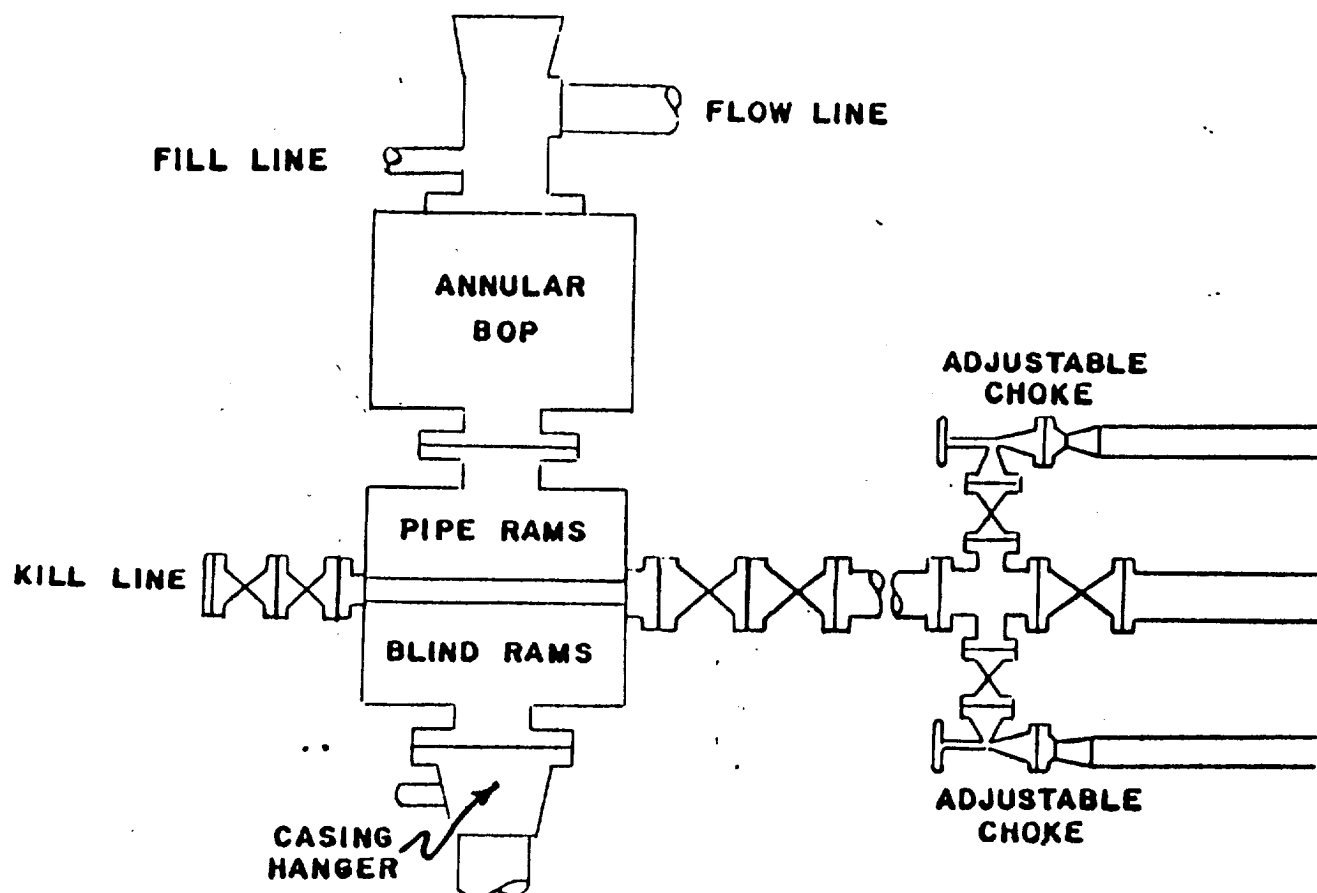 FLOW LINE
FILL LINE
ANNULAR
BOP
ADJUSTABLE
CHOKE
PIPE RAMS
KILL LINE
BLIND RAMS
ADJUSTABLE
CHOKE
CASING
HANGER